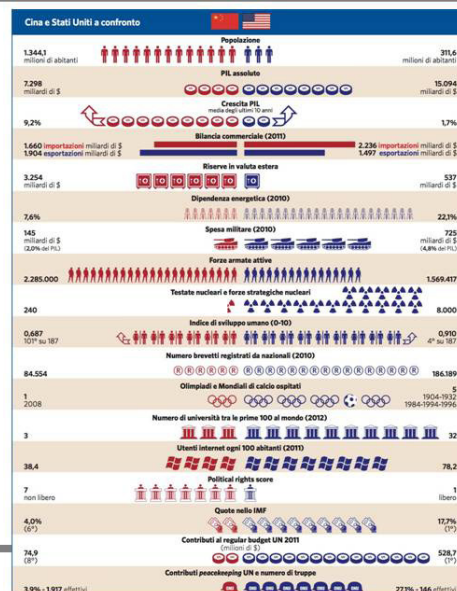 Cina e Stati Uniti a confronto
Popolazione
1.344,1
milioni di abitanti
311,6
milioni di abitanti
PIL assoluto
7.298
miliardi di $
15.094
miliardi di $
Crescita PIL
media degli ultimi 10 anni
9,2%
1,7%
Bilancia commerciale (2011)
1.660 importazioni miliardi di $
1.904 esportazioni miliardi di $
2.236 importazioni miliardi di $
1.497 esportazioni miliardi di $
Riserve in valuta estera
3.254
miliardi di $
537
miliardi di $
Dipendenza energetica (2010)
7,6%
22,1%
Spesa militare (2010)
145
miliardi di $
(2,0% del PIL)
725
miliardi di $
(4,8% del PIL)
Forze armate attive
2.285.000
1.569.417
Testate nucleari e forze strategiche nucleari
240
8.000
Indice di sviluppo umano (0-10)
0,687
101° su 187
0,910
4° su 187
Numero brevetti registrati da nazionali (2010)
84.554
186.189
Olimpiadi e Mondiali di calcio ospitati
1
2008
5
1904-1932
1984-1994-1996
Numero di università tra le prime 100 al mondo (2012)
3
32
Utenti internet ogni 100 abitanti (2011)
38,4
78,2
Political rights score
7
non libero
1
libero
Quote nello IMF
4,0%
(6°)
17,7%
(1°)
Contributi al regular budget UN 2011
(milioni di $)
74,9
(8°)
528,7
(1°)
Contributi peacekeeping UN e numero di truppe
3,9% - 1.917 effettivi
27,1% - 146 effettivi